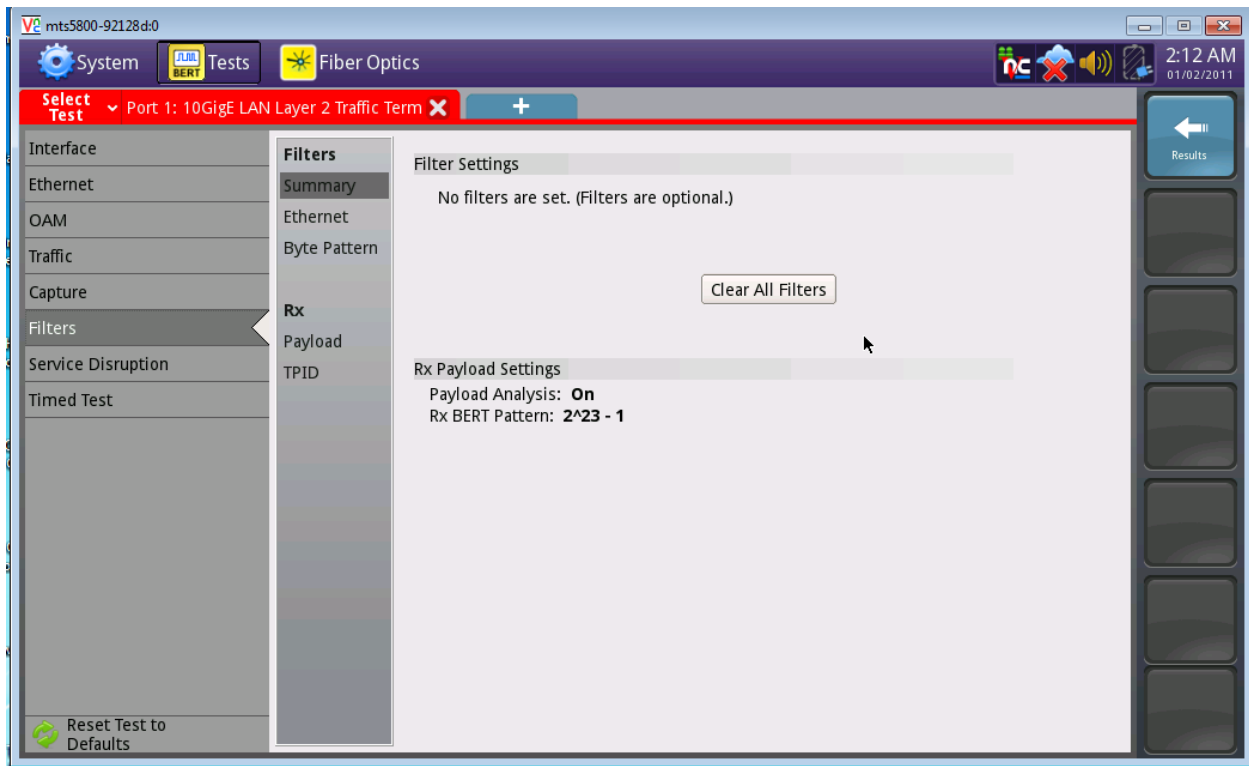 mts5800-92128d:0
System
BERT
Tests
Fiber Optics
2:12 AM
01/02/2011
Select
Test
Port 1: 10GigE LAN Layer 2 Traffic Term
+
Results
Interface
Ethernet
OAM
Traffic
Capture
Filters
Service Disruption
Timed Test
Reset Test to
Defaults
Filters
Summary
Ethernet
Byte Pattern
Rx
Payload
TPID
Filter Settings
No filters are set. (Filters are optional.)
Clear All Filters
Rx Payload Settings
Payload Analysis: On
Rx BERT Pattern: 2^23 - 1